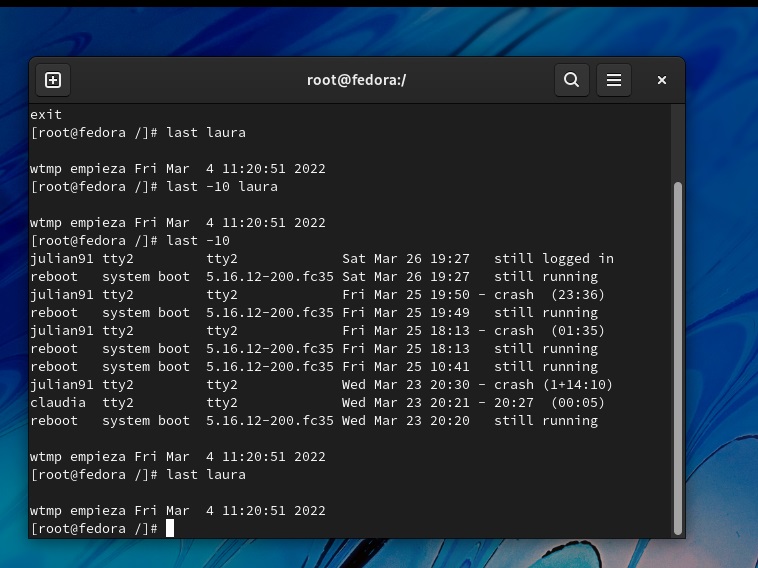 root@fedora:/
exit
[root@fedora /]# last laura
wtmp empieza Fri Mar  4 11:20:51 2022
[root@fedora /]# last -10 laura
wtmp empieza Fri Mar  4 11:20:51 2022
[root@fedora /]# last -10
julian91 tty2         tty2             Sat Mar 26 19:27   still logged in
reboot   system boot  5.16.12-200.fc35 Sat Mar 26 19:27   still running
julian91 tty2         tty2             Fri Mar 25 19:50 - crash  (23:36)
reboot   system boot  5.16.12-200.fc35 Fri Mar 25 19:49   still running
julian91 tty2         tty2             Fri Mar 25 18:13 - crash  (01:35)
reboot   system boot  5.16.12-200.fc35 Fri Mar 25 18:13   still running
reboot   system boot  5.16.12-200.fc35 Fri Mar 25 10:41   still running
julian91 tty2         tty2             Wed Mar 23 20:30 - crash (1+14:10)
claudia  tty2         tty2             Wed Mar 23 20:21 - 20:27  (00:05)
reboot   system boot  5.16.12-200.fc35 Wed Mar 23 20:20   still running
wtmp empieza Fri Mar  4 11:20:51 2022
[root@fedora /]# last laura
wtmp empieza Fri Mar  4 11:20:51 2022
[root@fedora /]#